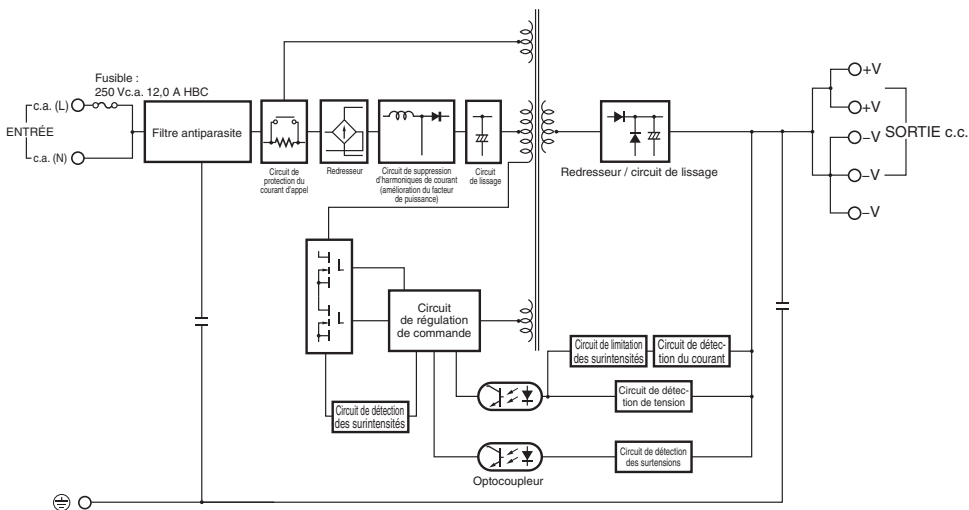 Fusible :
250 Vc.a. 12,0 A HBC
c.a. (L)
ENTRÉE
c.a. (N)
Filtre antiparasite
Circuit de
protection du
courant d'appel
Redresseur
Circuit de suppression
d'harmoniques de courant
(amélioration du facteur
de puissance)
Circuit
de lissage
Redresseur / circuit de lissage
+V
+V
−V
−V
−V
SORTIE c.c.
Circuit
de régulation
de commande
Circuit de détection
des surintensités
Circuit de limitation
des surintensités
Circuit de détec-
tion du courant
Circuit de détec-
tion de tension
Circuit de détection
des surtensions
Optocoupleur